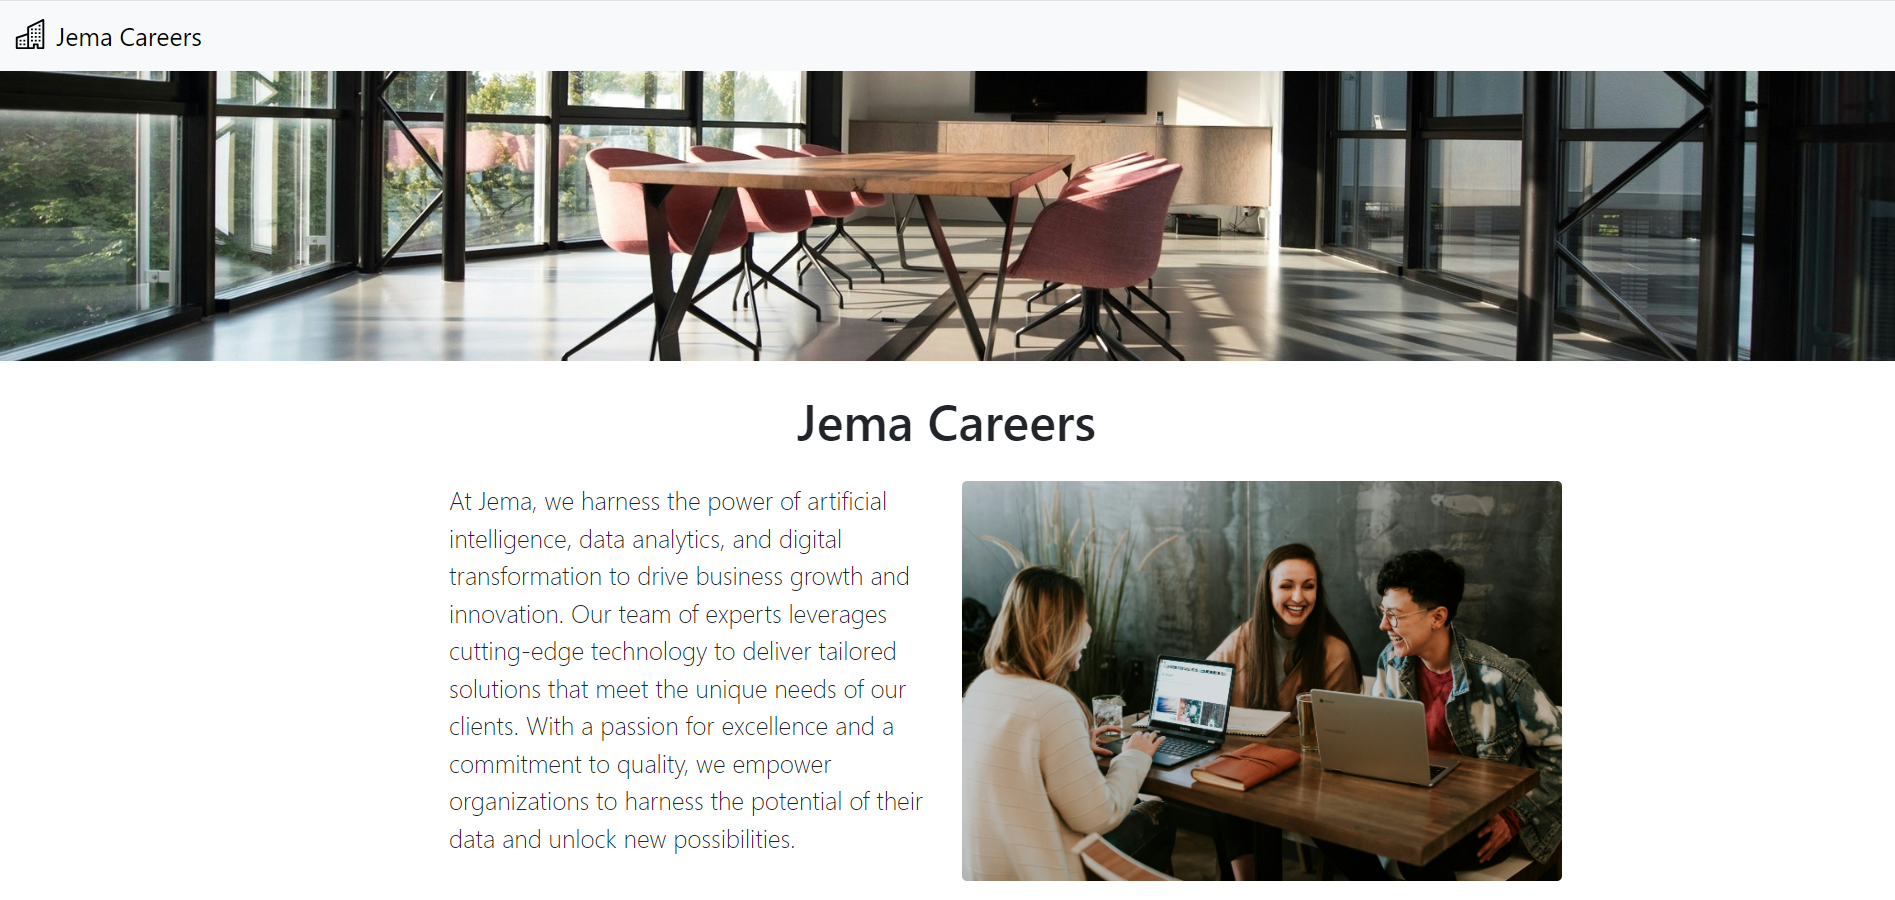 Jema Careers
Jema Careers
At Jema, we harness the power of artificial
intelligence, data analytics, and digital
transformation to drive business growth and
innovation. Our team of experts leverages
cutting-edge technology to deliver tailored
solutions that meet the unique needs of our
clients. With a passion for excellence and a
commitment to quality, we empower
organizations to harness the potential of their
data and unlock new possibilities.